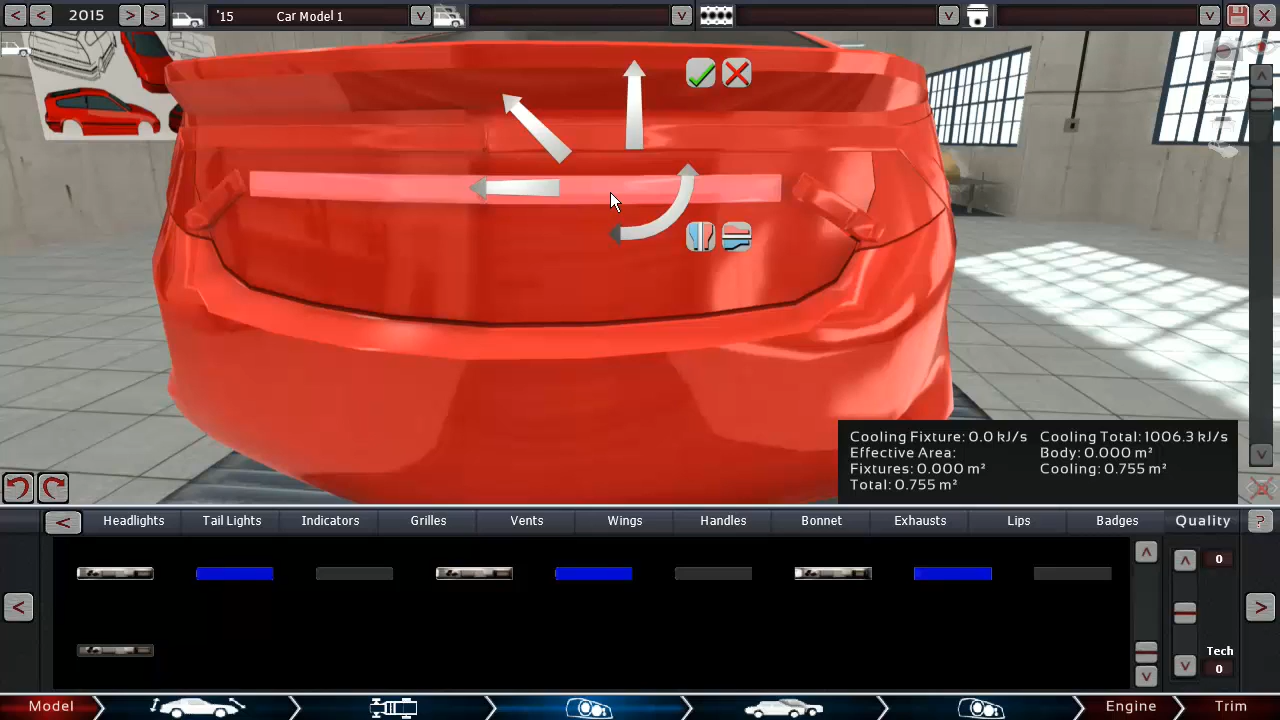 2015 '15 Car Model 1
Cooling Fixture: 0.0 kJ/s Cooling Total: 1006.3 kJ/s
Effective Area: Body: 0.000 m²
Fixtures: 0.000 m² Cooling: 0.755 m²
Total: 0.755 m²
Headlights Tail Lights Indicators Grilles Vents Wings Handles Bonnet Exhausts Lips Badges Quality ?
0
Tech
0
Model Engine Trim